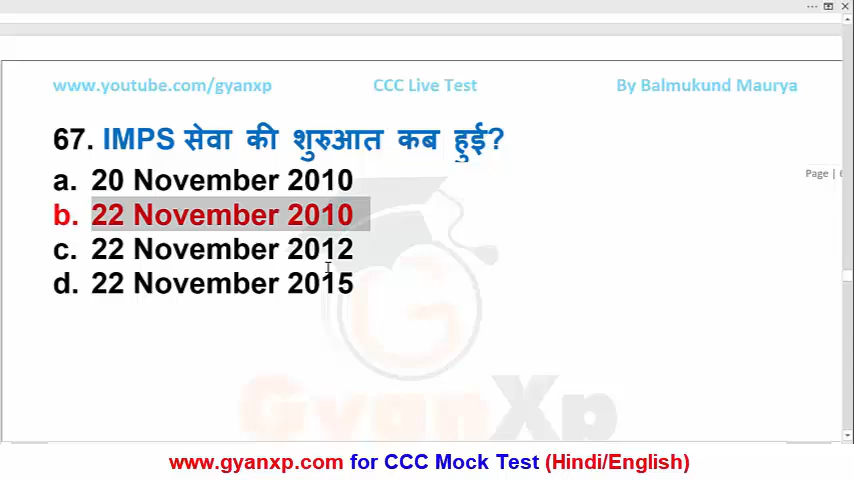 www.youtube.com/gyanxp CCC Live Test By Balmukund Maurya
67. IMPS सेवा की शुरुआत कब हुई?
Page |
a. 20 November 2010
b. 22 November 2010
c. 22 November 2012
d. 22 November 2015
GyanXp
www.gyanxp.com for CCC Mock Test (Hindi/English)